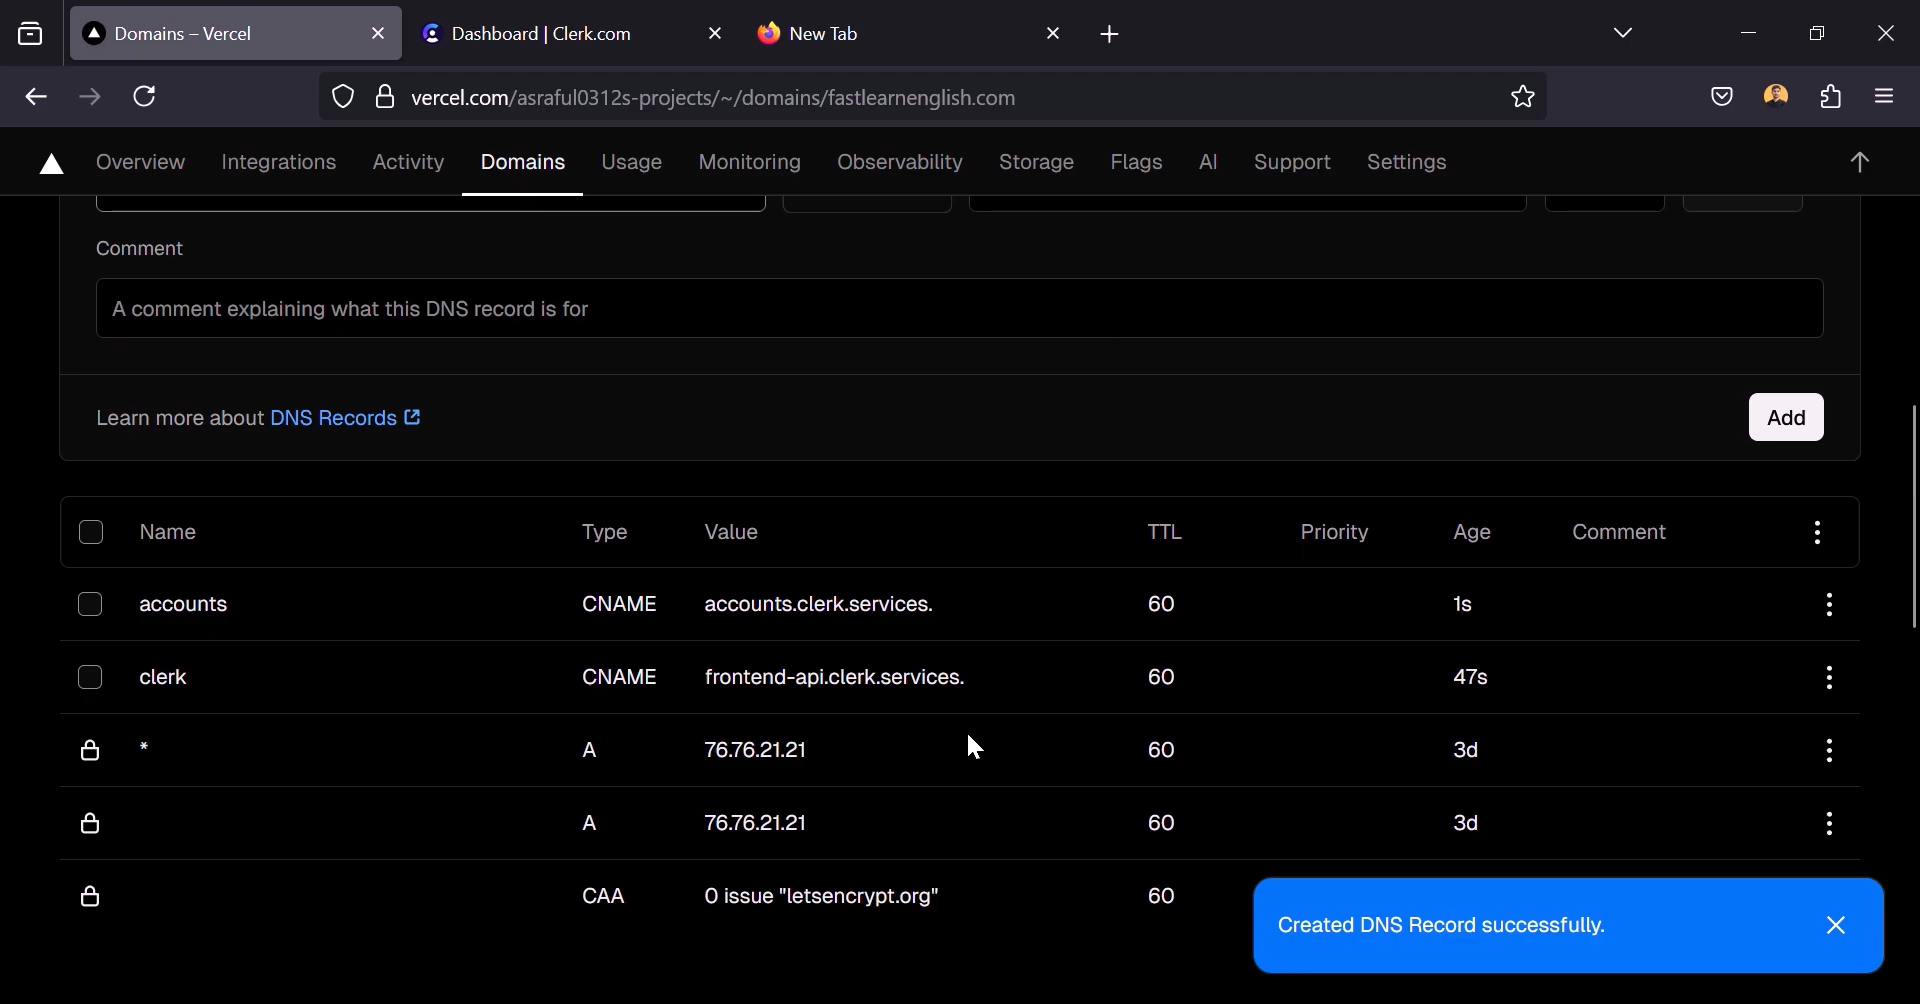 Domains – Vercel
Dashboard | Clerk.com
New Tab
vercel.com/asraful0312s-projects/~/domains/fastlearnenglish.com
Overview Integrations Activity Domains Usage Monitoring Observability Storage Flags AI Support Settings
Comment
A comment explaining what this DNS record is for
Learn more about DNS Records
Add
Name Type Value TTL Priority Age Comment
accounts CNAME accounts.clerk.services. 60 1s
clerk CNAME frontend-api.clerk.services. 60 47s
* A 76.76.21.21 60 3d
A 76.76.21.21 60 3d
CAA 0 issue "letsencrypt.org" 60
Created DNS Record successfully.